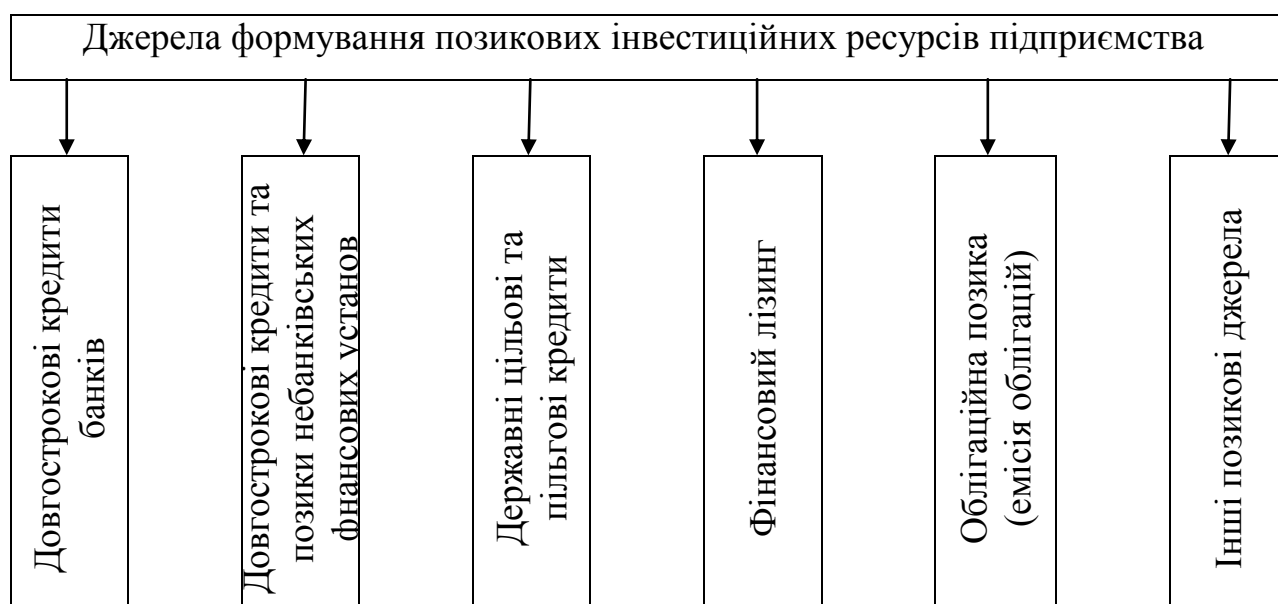 Джерела формування позикових інвестиційних ресурсів підприємства
Довгострокові кредити
банків
Довгострокові кредити та
позики небанківських
фнансових установ
Державні цільові та
пільгові кредити
Фінансовий лізинг
Облігаційна позика
(емісія облігацій)
Інші позикові джерела